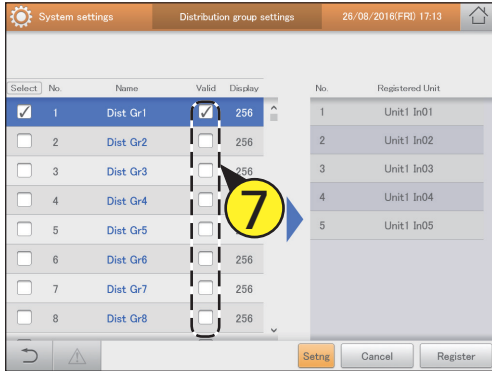 System settings Distribution group settings 26/08/2016(FRI) 17:13
Select No. Name Valid Display No. Registered Unit
1 Dist Gr1 256 1 Unit1 In01
2 Dist Gr2 256 2 Unit1 In02
3 Dist Gr3 256 3 Unit1 In03
4 Dist Gr4 4 Unit1 In04
7
5 Dist Gr5 5 Unit1 In05
6 Dist Gr6 256
7 Dist Gr7 256
8 Dist Gr8 256
Setng Cancel Register